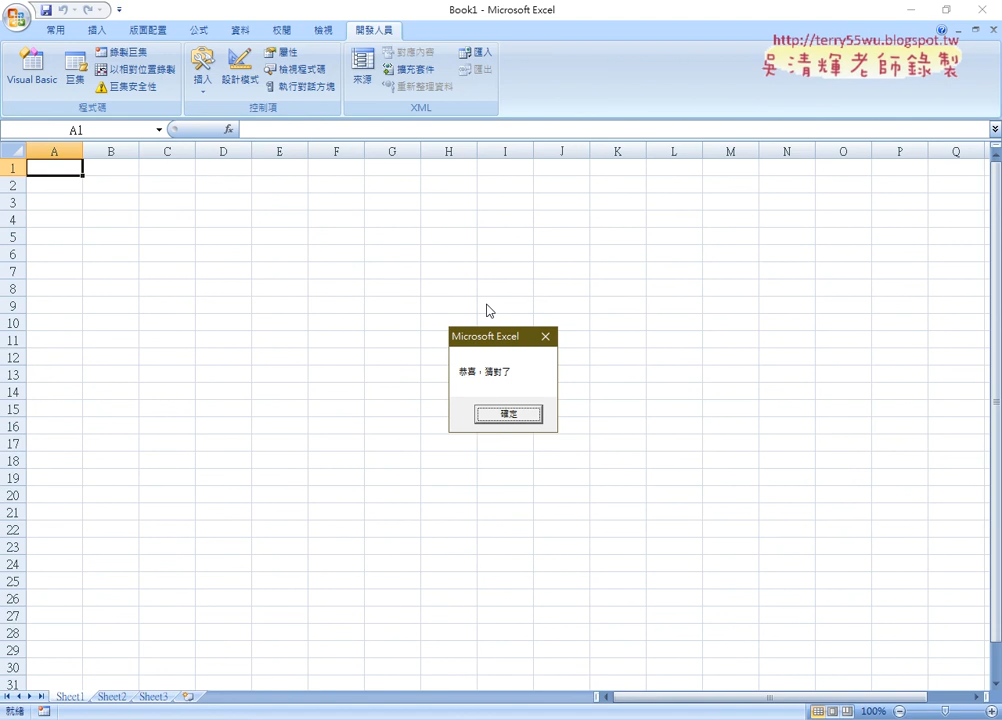 Book1 - Microsoft Excel
常用 插入 版面配置 公式 資料 校閱 檢視 開發人員
http://terry55wu.blogspot.tw
吳清輝老師錄製
Visual Basic 巨集 錄製巨集 以相對位置錄製 巨集安全性
程式碼
插入 設計模式 屬性 檢視程式碼 執行對話方塊
控制項
來源 對應內容 擴充套件 重新整理資料 匯入 匯出
XML
A1 fx
A B C D E F G H I J K L M N O P Q
1
2
3
4
5
6
7
8
9
10
11
12
13
14
15
16
17
18
19
20
21
22
23
24
25
26
27
28
29
30
31
Microsoft Excel
恭喜，猜對了
確定
Sheet1 Sheet2 Sheet3
就緒 100%